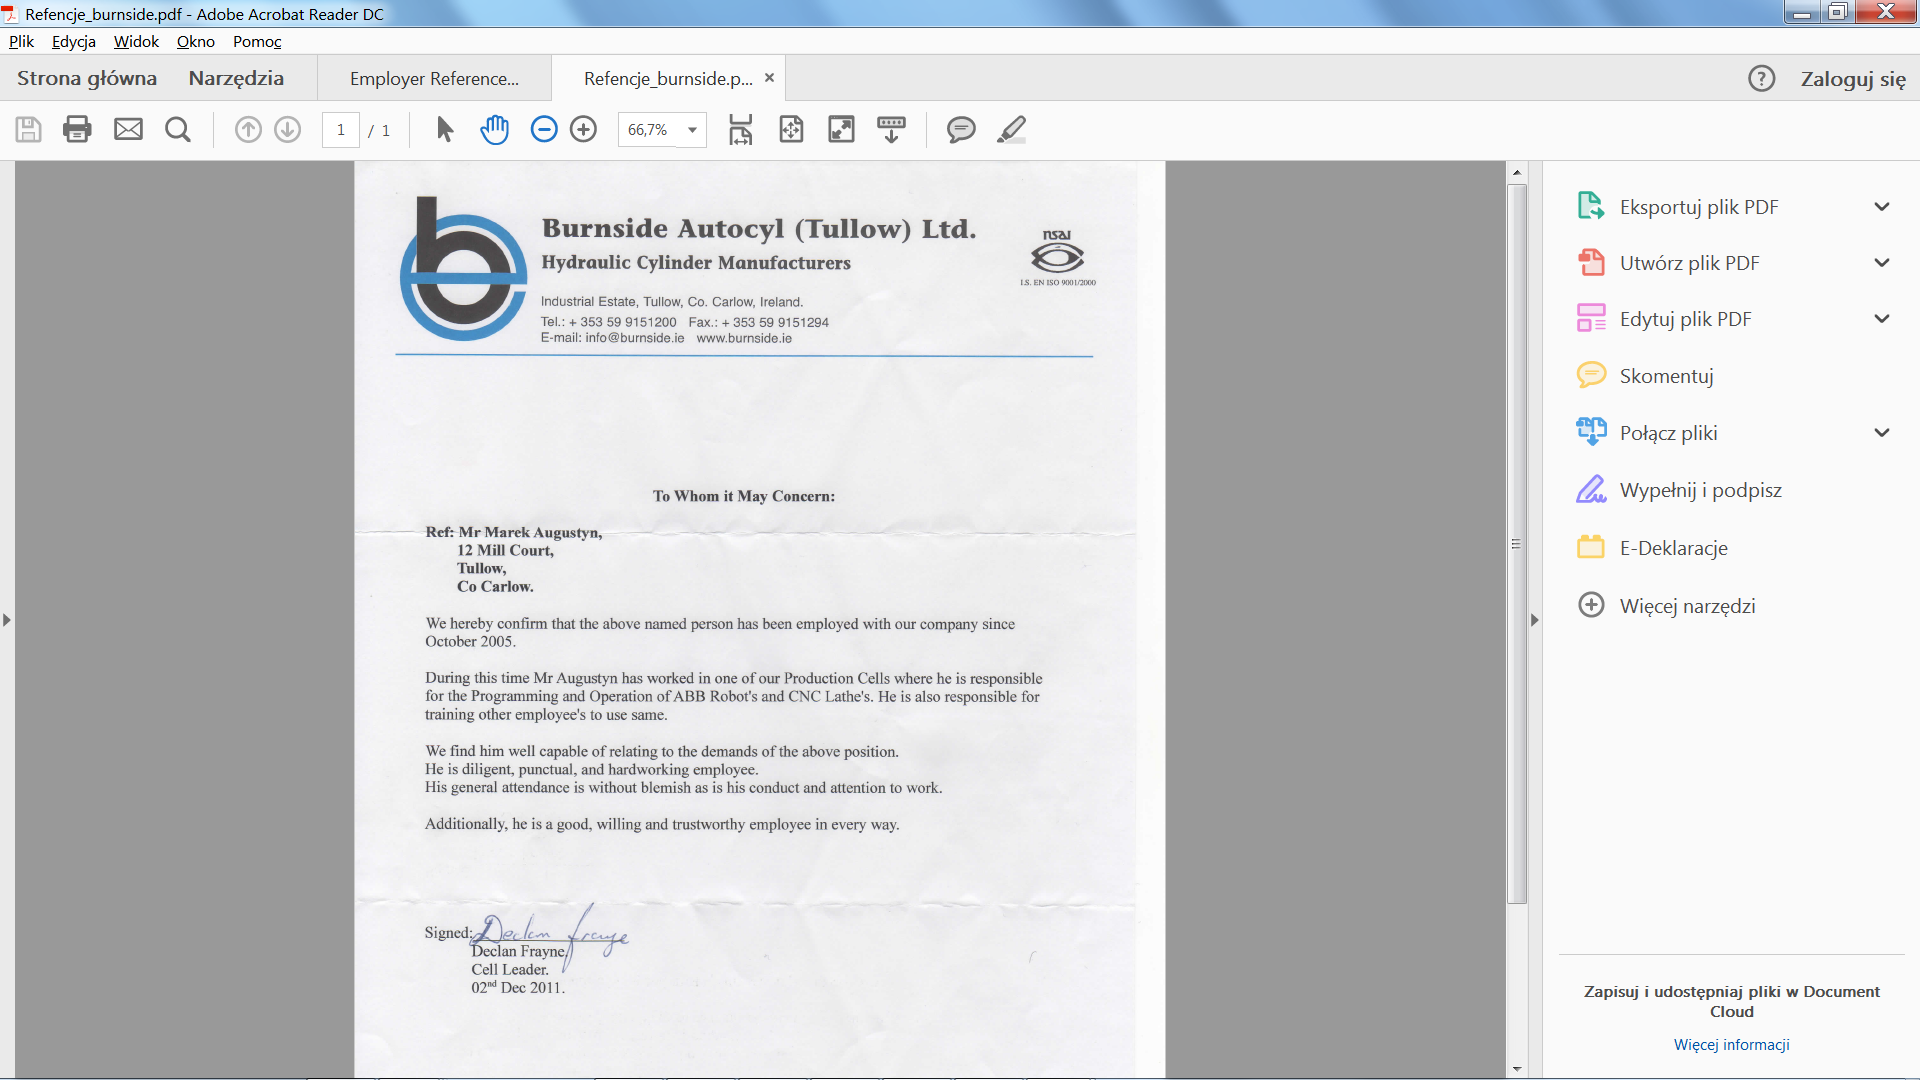 Refencje_burnside.pdf - Adobe Acrobat Reader DC
Plik Edycja Widok Okno Pomoc
Strona główna Narzędzia Employer Reference... Refencje_burnside.p... × ? Zaloguj się
1 / 1 66,7%
Burnside Autocyl (Tullow) Ltd.
Hydraulic Cylinder Manufacturers
Industrial Estate, Tullow, Co. Carlow, Ireland.
Tel.: + 353 59 9151200 Fax.: + 353 59 9151294
E-mail: info@burnside.ie www.burnside.ie
nsai
I.S. EN ISO 9001/2000
To Whom it May Concern:
Ref: Mr Marek Augustyn,
12 Mill Court,
Tullow,
Co Carlow.
We hereby confirm that the above named person has been employed with our company since
October 2005.
During this time Mr Augustyn has worked in one of our Production Cells where he is responsible
for the Programming and Operation of ABB Robot's and CNC Lathe's. He is also responsible for
training other employee's to use same.
We find him well capable of relating to the demands of the above position.
He is diligent, punctual, and hardworking employee.
His general attendance is without blemish as is his conduct and attention to work.
Additionally, he is a good, willing and trustworthy employee in every way.
Signed: Declan Frayne
Declan Frayne,
Cell Leader.
02nd Dec 2011.
Eksportuj plik PDF
Utwórz plik PDF
Edytuj plik PDF
Skomentuj
Połącz pliki
Wypełnij i podpisz
E-Deklaracje
Więcej narzędzi
Zapisuj i udostępniaj pliki w Document
Cloud
Więcej informacji